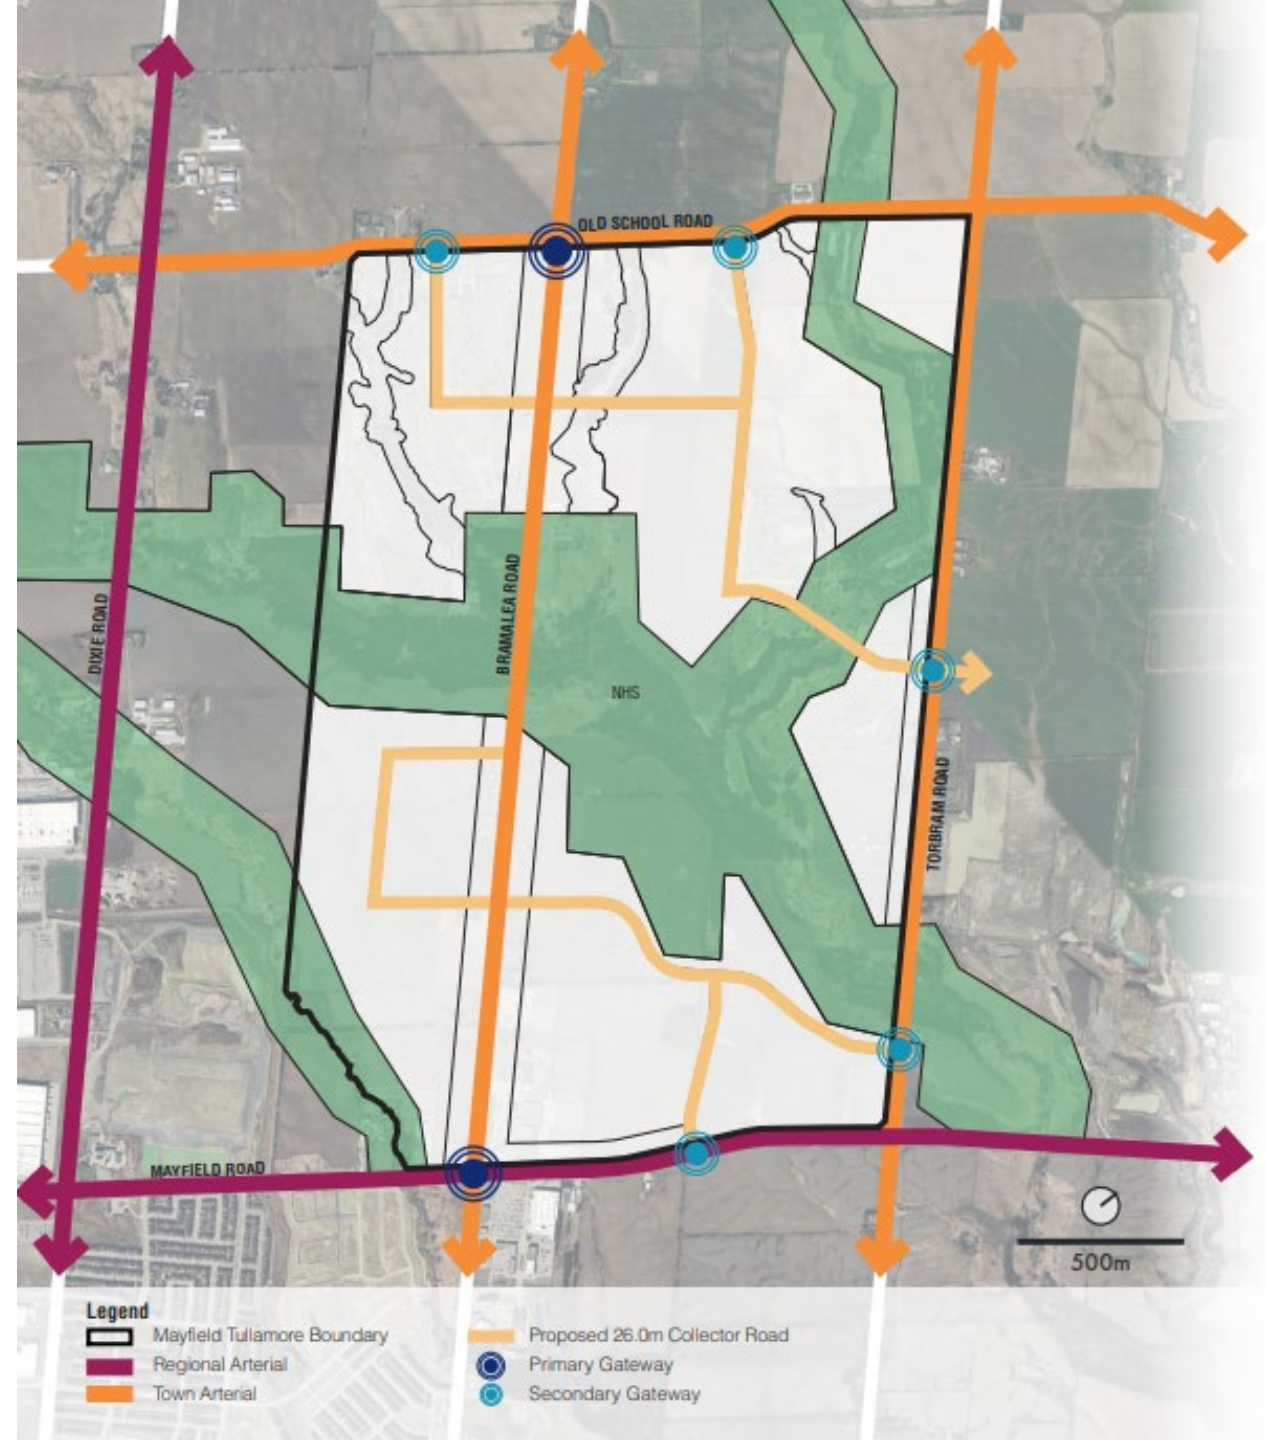 OLD SCHOOL ROAD
BRAMALEA ROAD
DIXIE ROAD
NHS
TORBRAM ROAD
MAYFIELD ROAD
500m
Legend
Mayfield Tullamore Boundary
Regional Arterial
Town Arterial
Proposed 26.0m Collector Road
Primary Gateway
Secondary Gateway